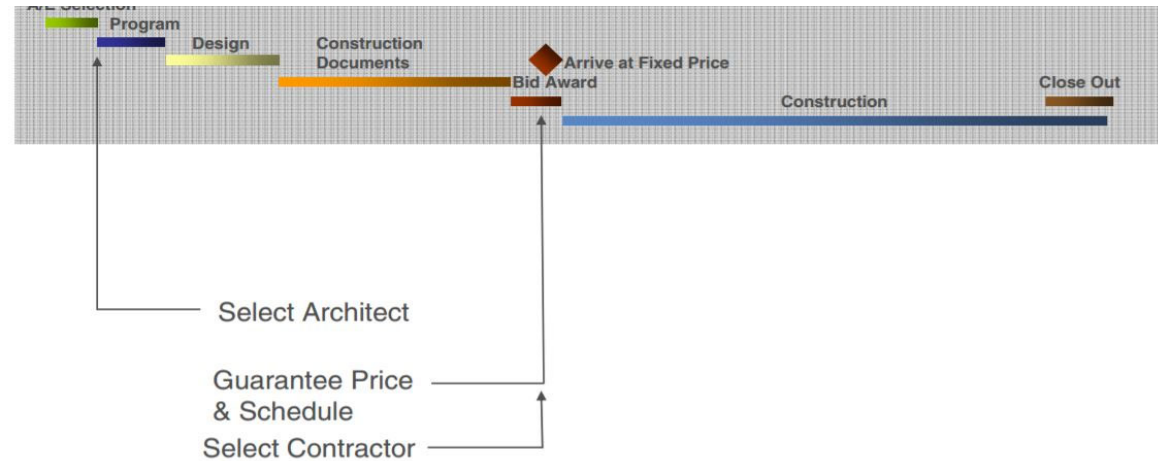 A/E Selection
Program
Design
Construction
Documents
Arrive at Fixed Price
Bid Award
Close Out
Construction
Select Architect
Guarantee Price
& Schedule
Select Contractor